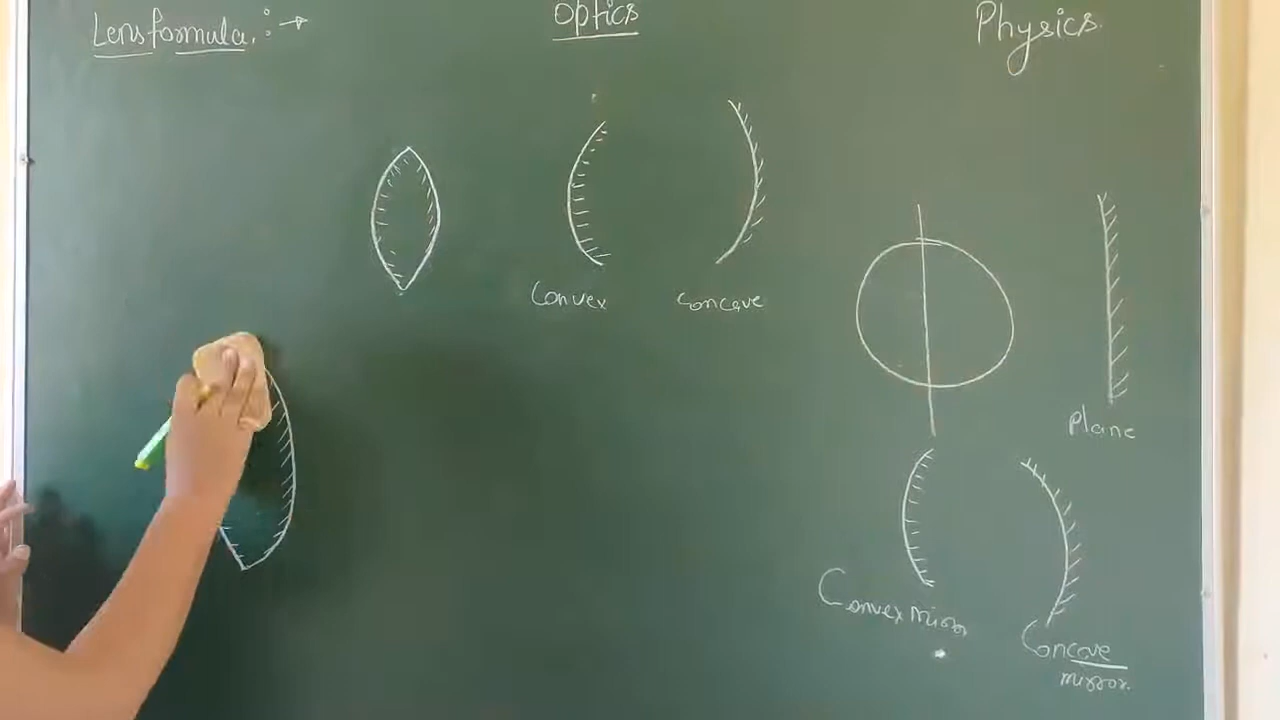 Lens formula. :→
Optics
Physics
Convex
Concave
Plane
Convex mirror
Concave
mirror.